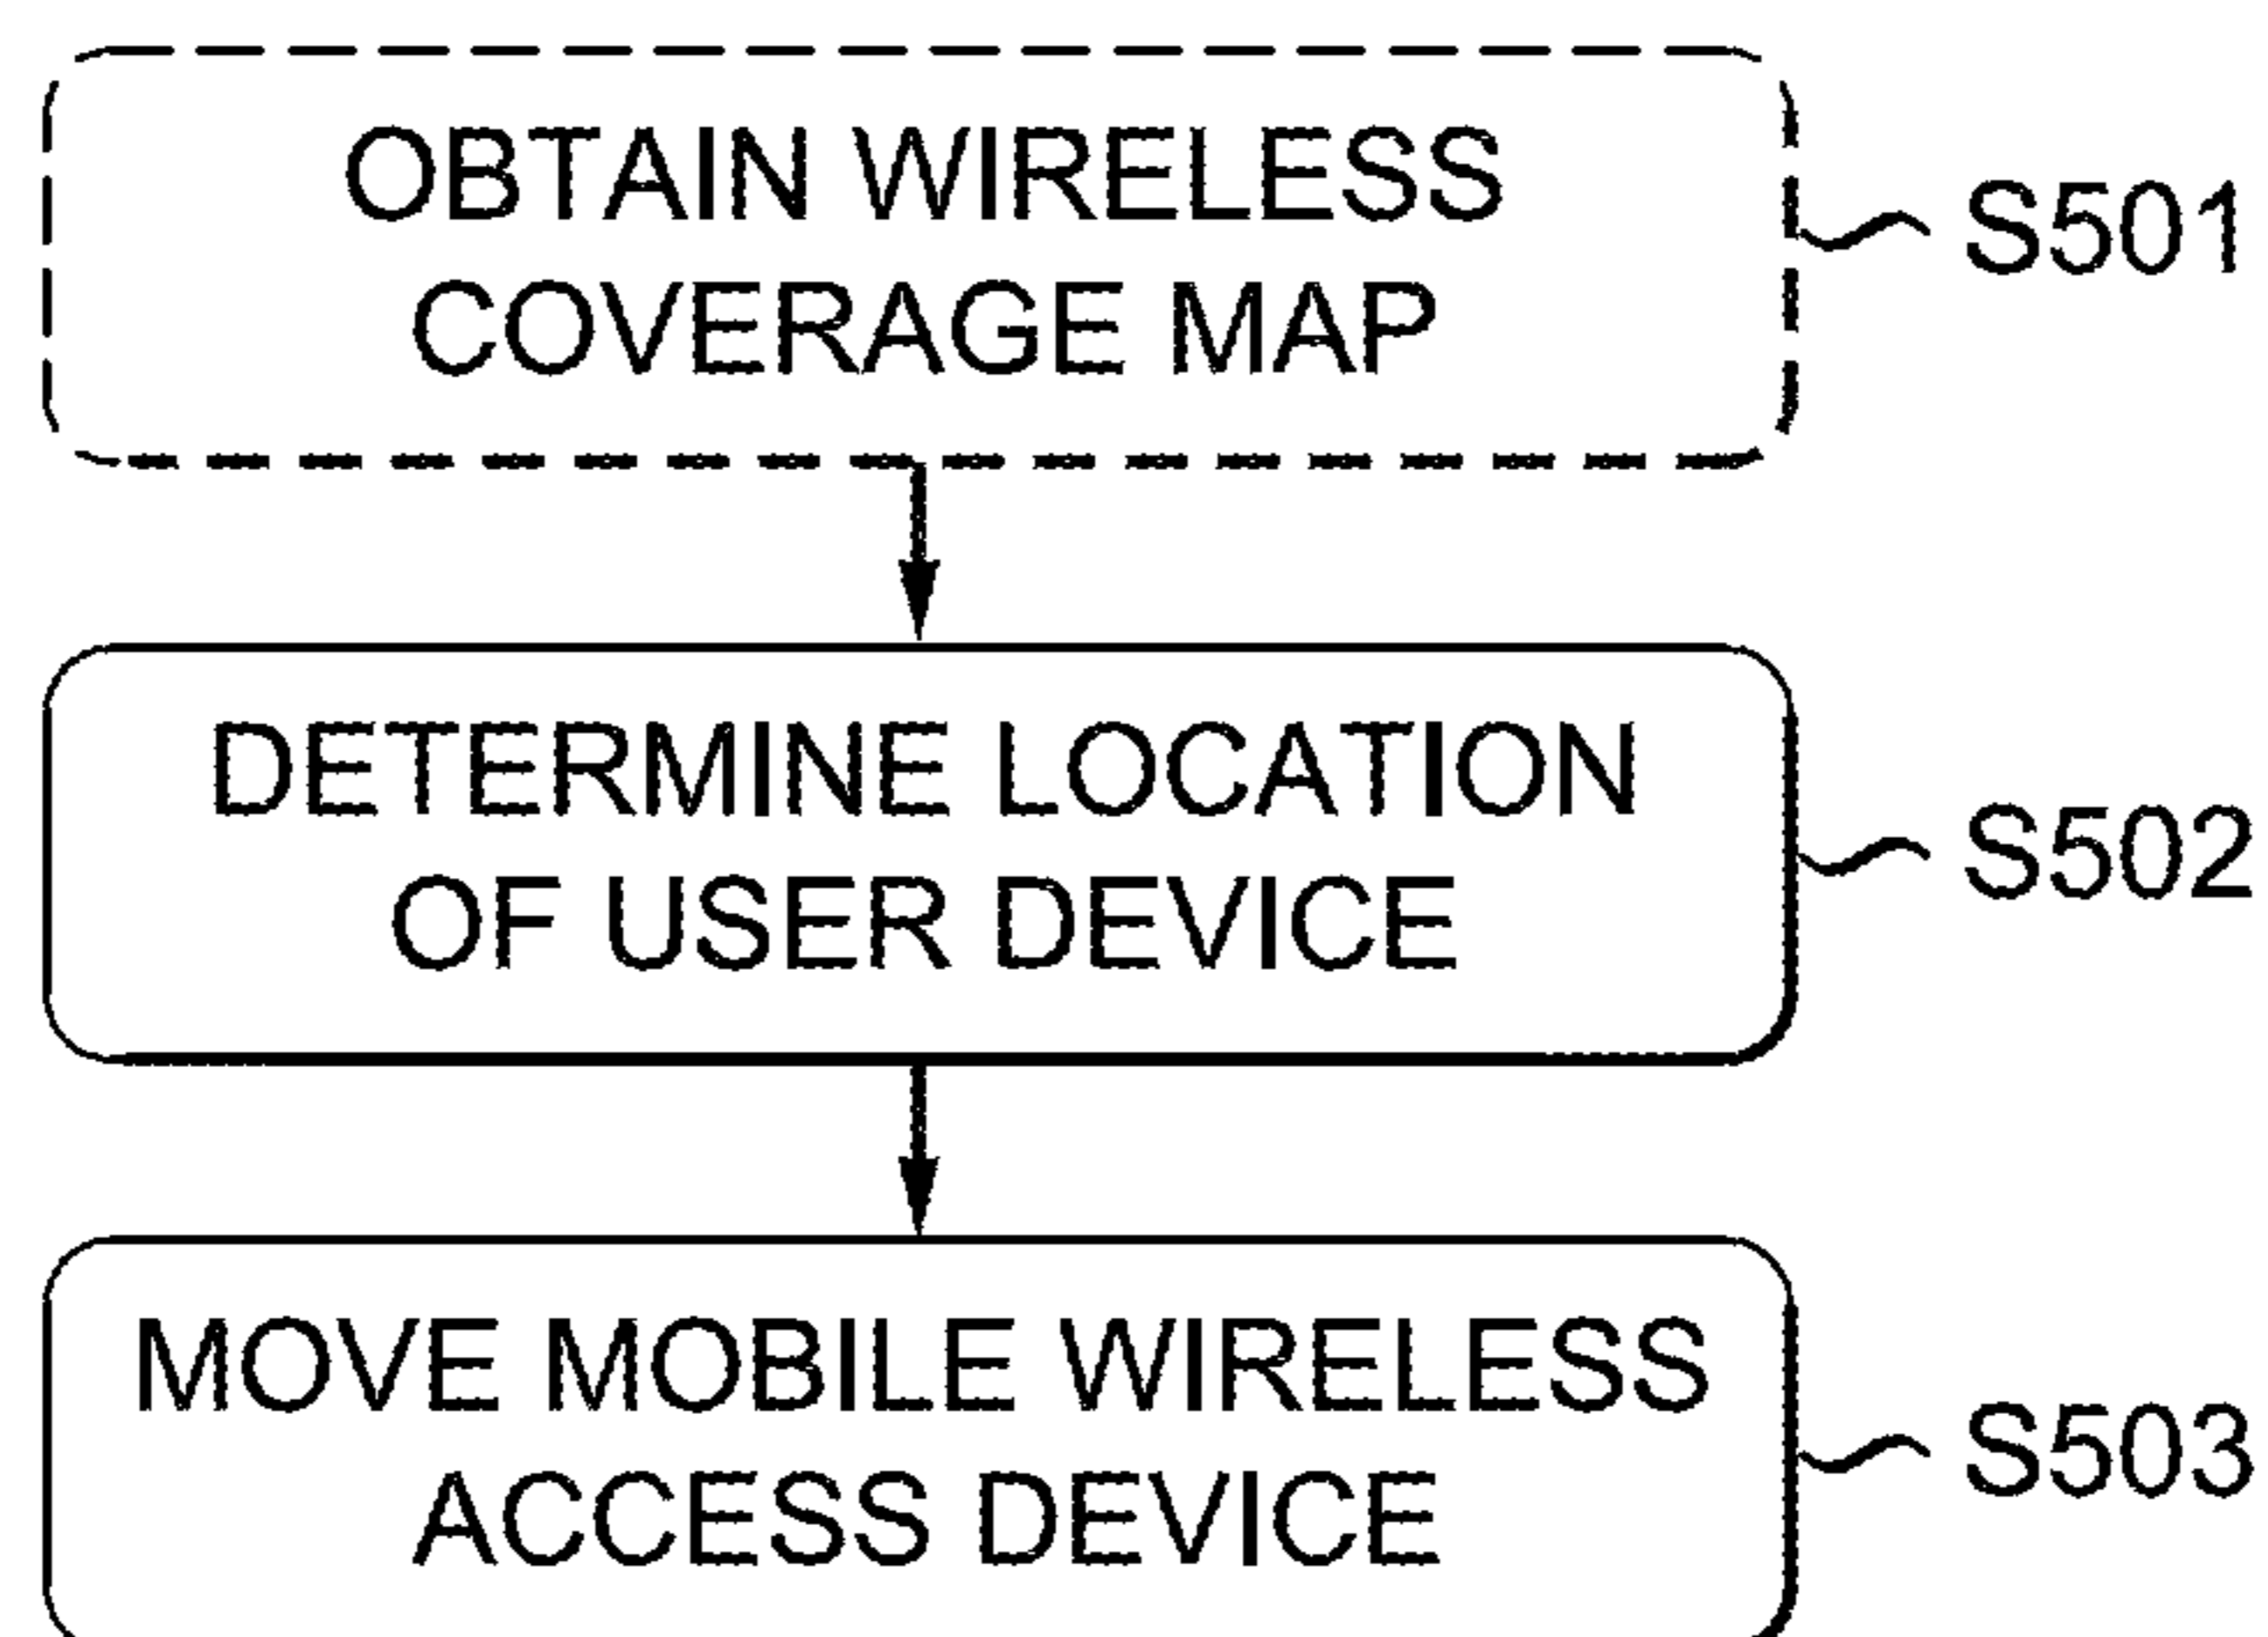 OBTAIN WIRELESS
COVERAGE MAP
S501
DETERMINE LOCATION
OF USER DEVICE
S502
MOVE MOBILE WIRELESS
ACCESS DEVICE
S503